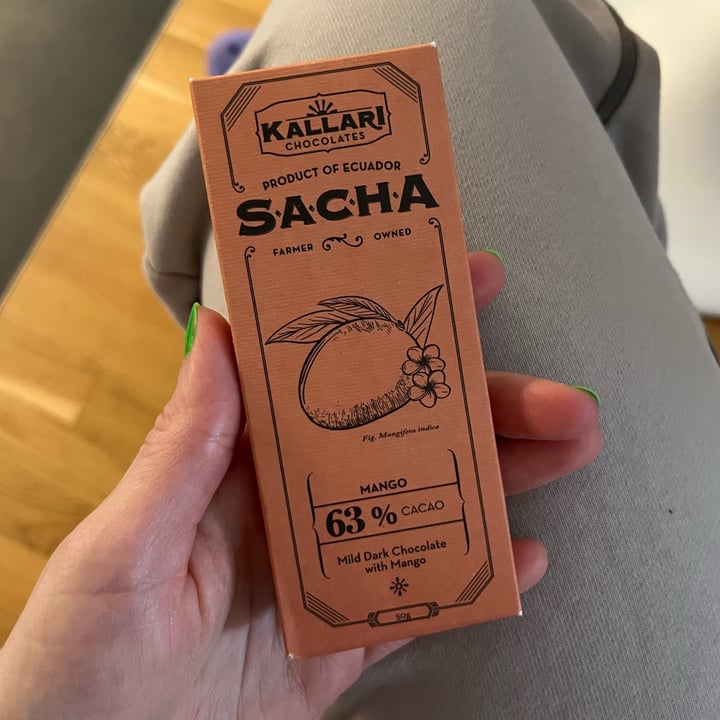 KALLARI
CHOCOLATES
PRODUCT OF ECUADOR
S·A·C·H·A
FARMER OWNED
Fig. Mangifera indica
MANGO
63 % CACAO
Mild Dark Chocolate
with Mango
50g